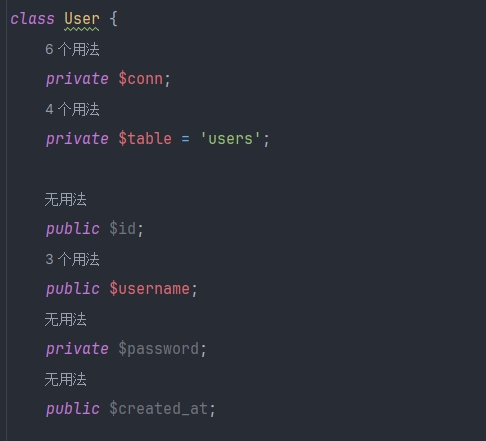 class User {
6 个用法
private $conn;
4 个用法
private $table = 'users';
无用法
public $id;
3 个用法
public $username;
无用法
private $password;
无用法
public $created_at;